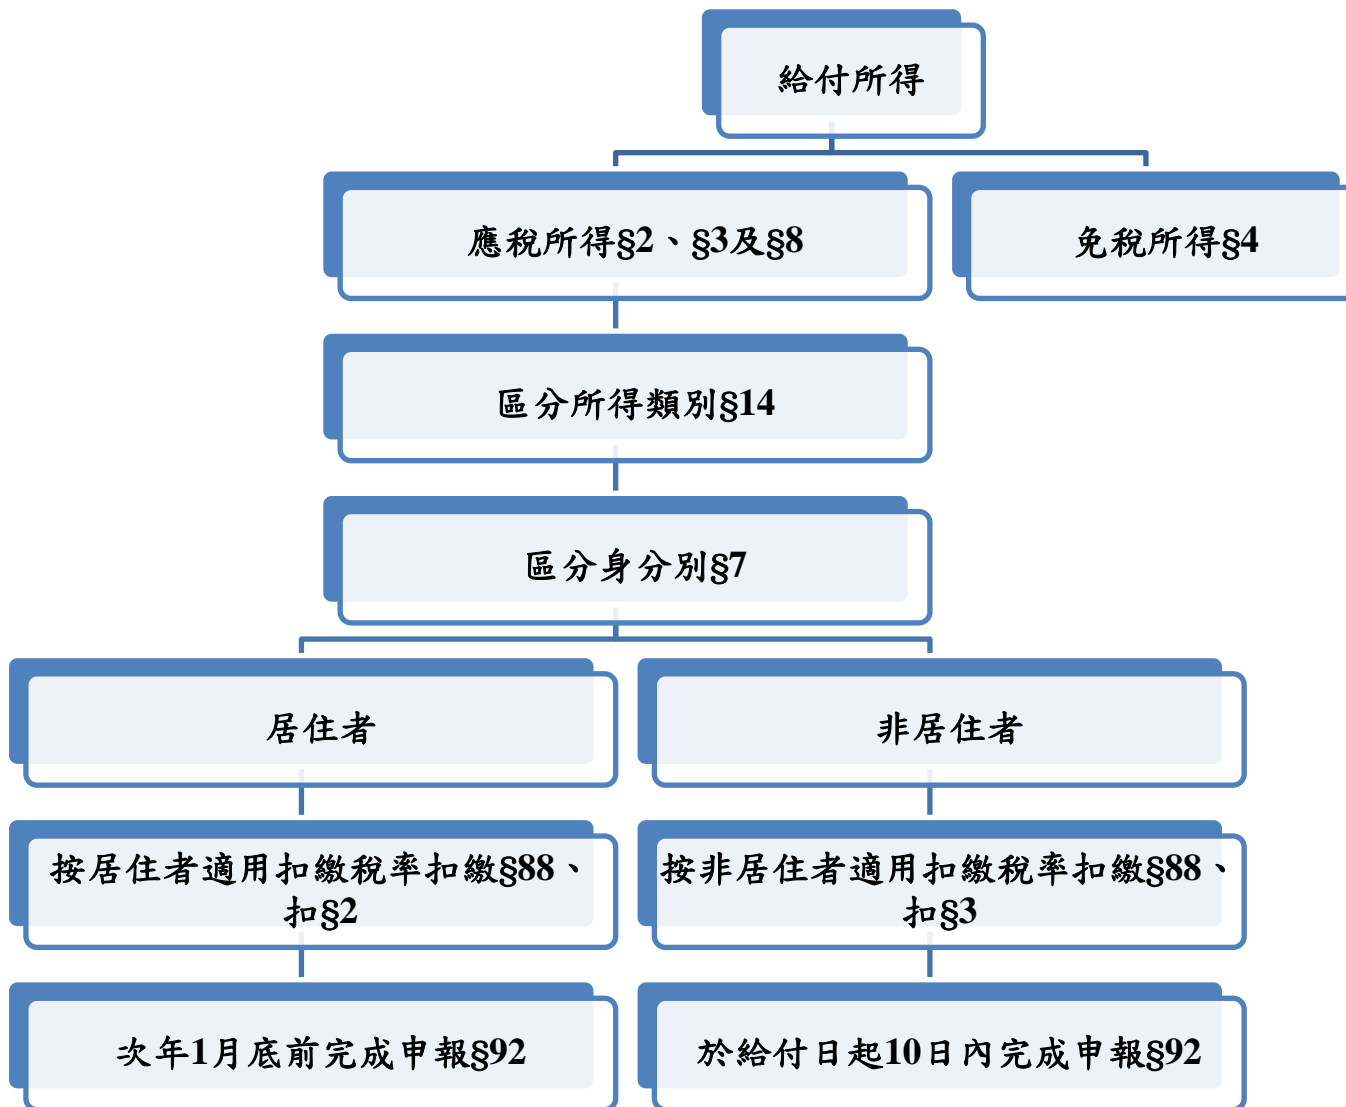 給付所得
應稅所得§2、§3及§8
免稅所得§4
區分所得類別§14
區分身分別§7
居住者
非居住者
按居住者適用扣繳稅率扣繳§88、
扣§2
按非居住者適用扣繳稅率扣繳§88、
扣§3
次年1月底前完成申報§92
於給付日起10日內完成申報§92